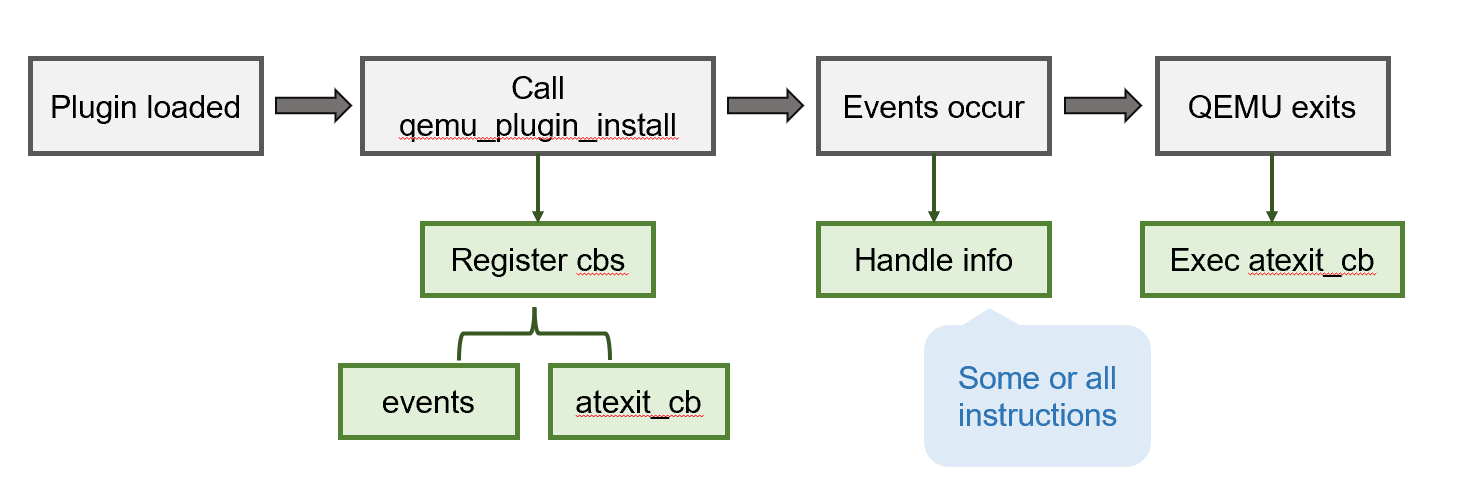 Plugin loaded
Call
qemu_plugin_install
Events occur
QEMU exits
Register cbs
Handle info
Exec atexit_cb
events
atexit_cb
Some or all
instructions